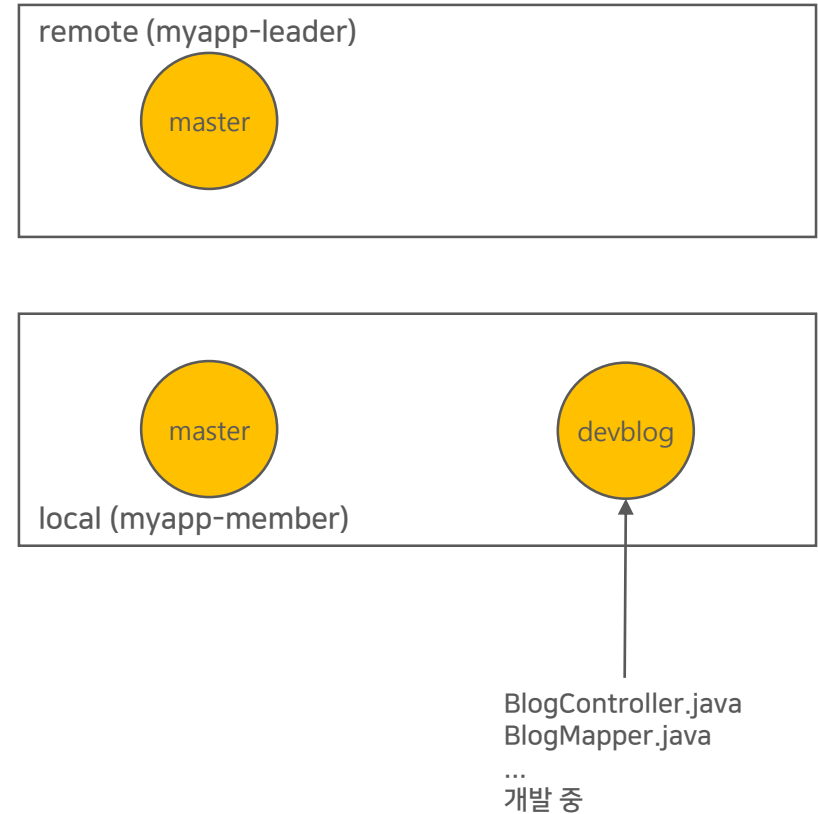 remote (myapp-leader)
master
master
devblog
local (myapp-member)
BlogController.java
BlogMapper.java
...
개발 중